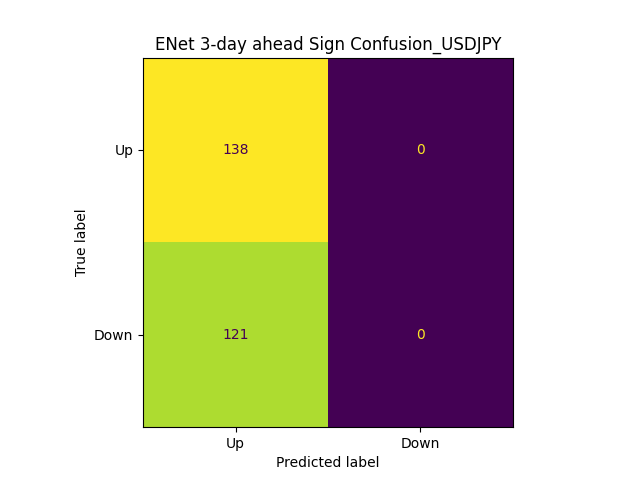 ENet 3-day ahead Sign Confusion_USDJPY
True label
Up
138
0
Down
121
0
Up
Down
Predicted label